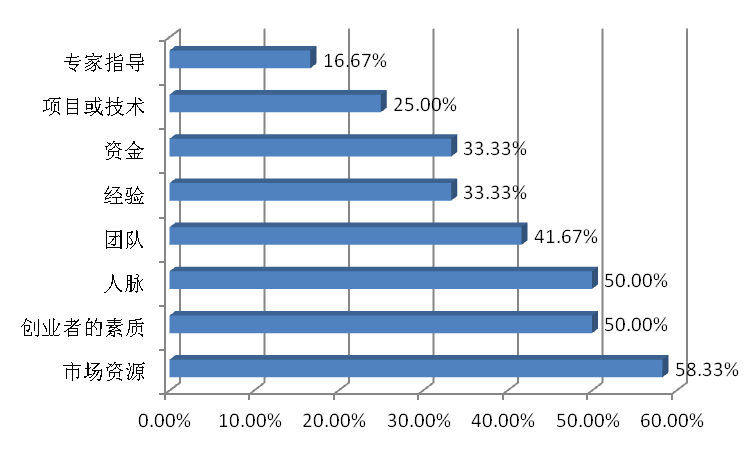 专家指导 16.67%
项目或技术 25.00%
资金 33.33%
经验 33.33%
团队 41.67%
人脉 50.00%
创业者的素质 50.00%
市场资源 58.33%
0.00% 10.00% 20.00% 30.00% 40.00% 50.00% 60.00%